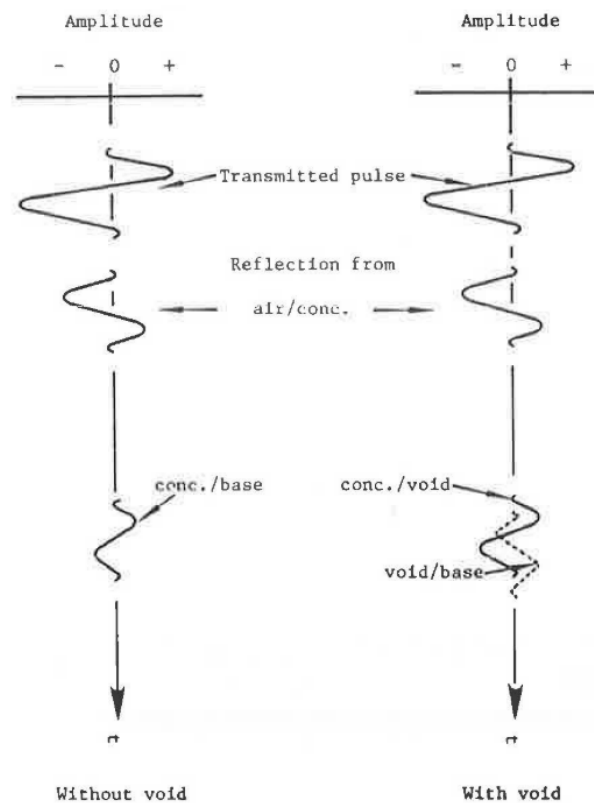 Amplitude
Amplitude
- 0 +
- 0 +
Transmitted pulse
Reflection from
air/conc.
conc./base
conc./void
void/base
t
t
Without void
With void